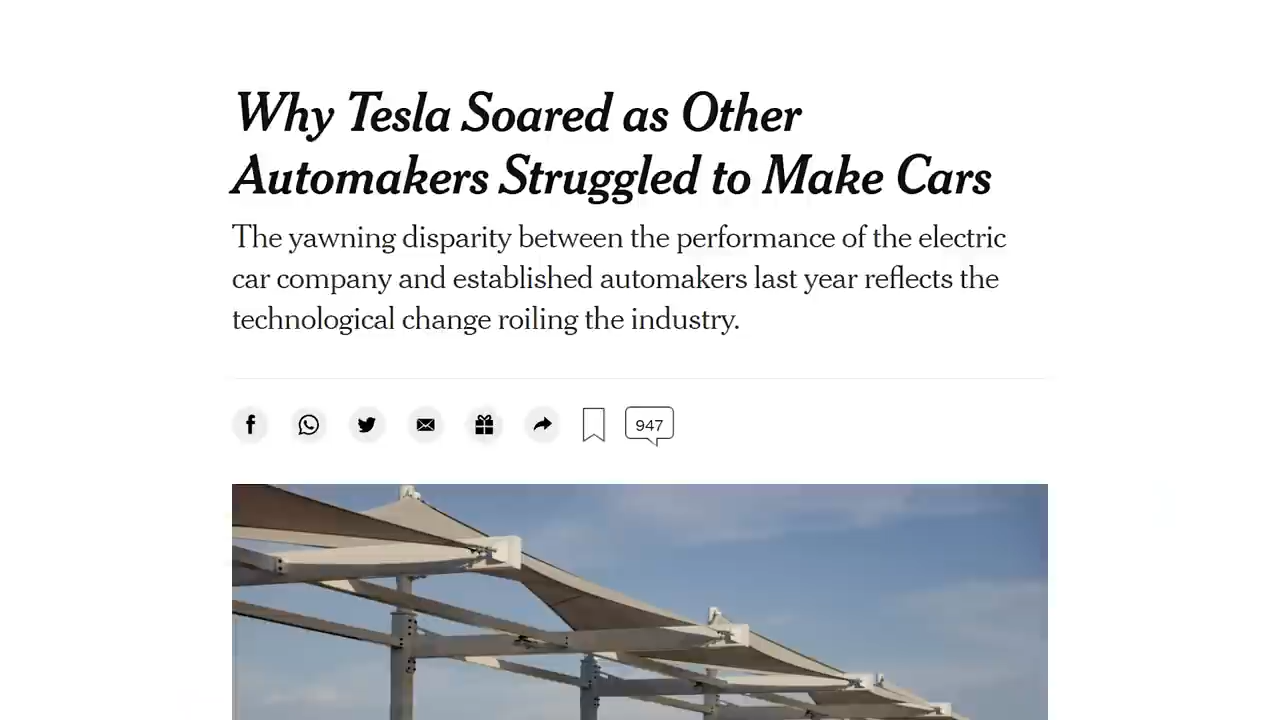 Why Tesla Soared as Other
Automakers Struggled to Make Cars
The yawning disparity between the performance of the electric
car company and established automakers last year reflects the
technological change roiling the industry.
947